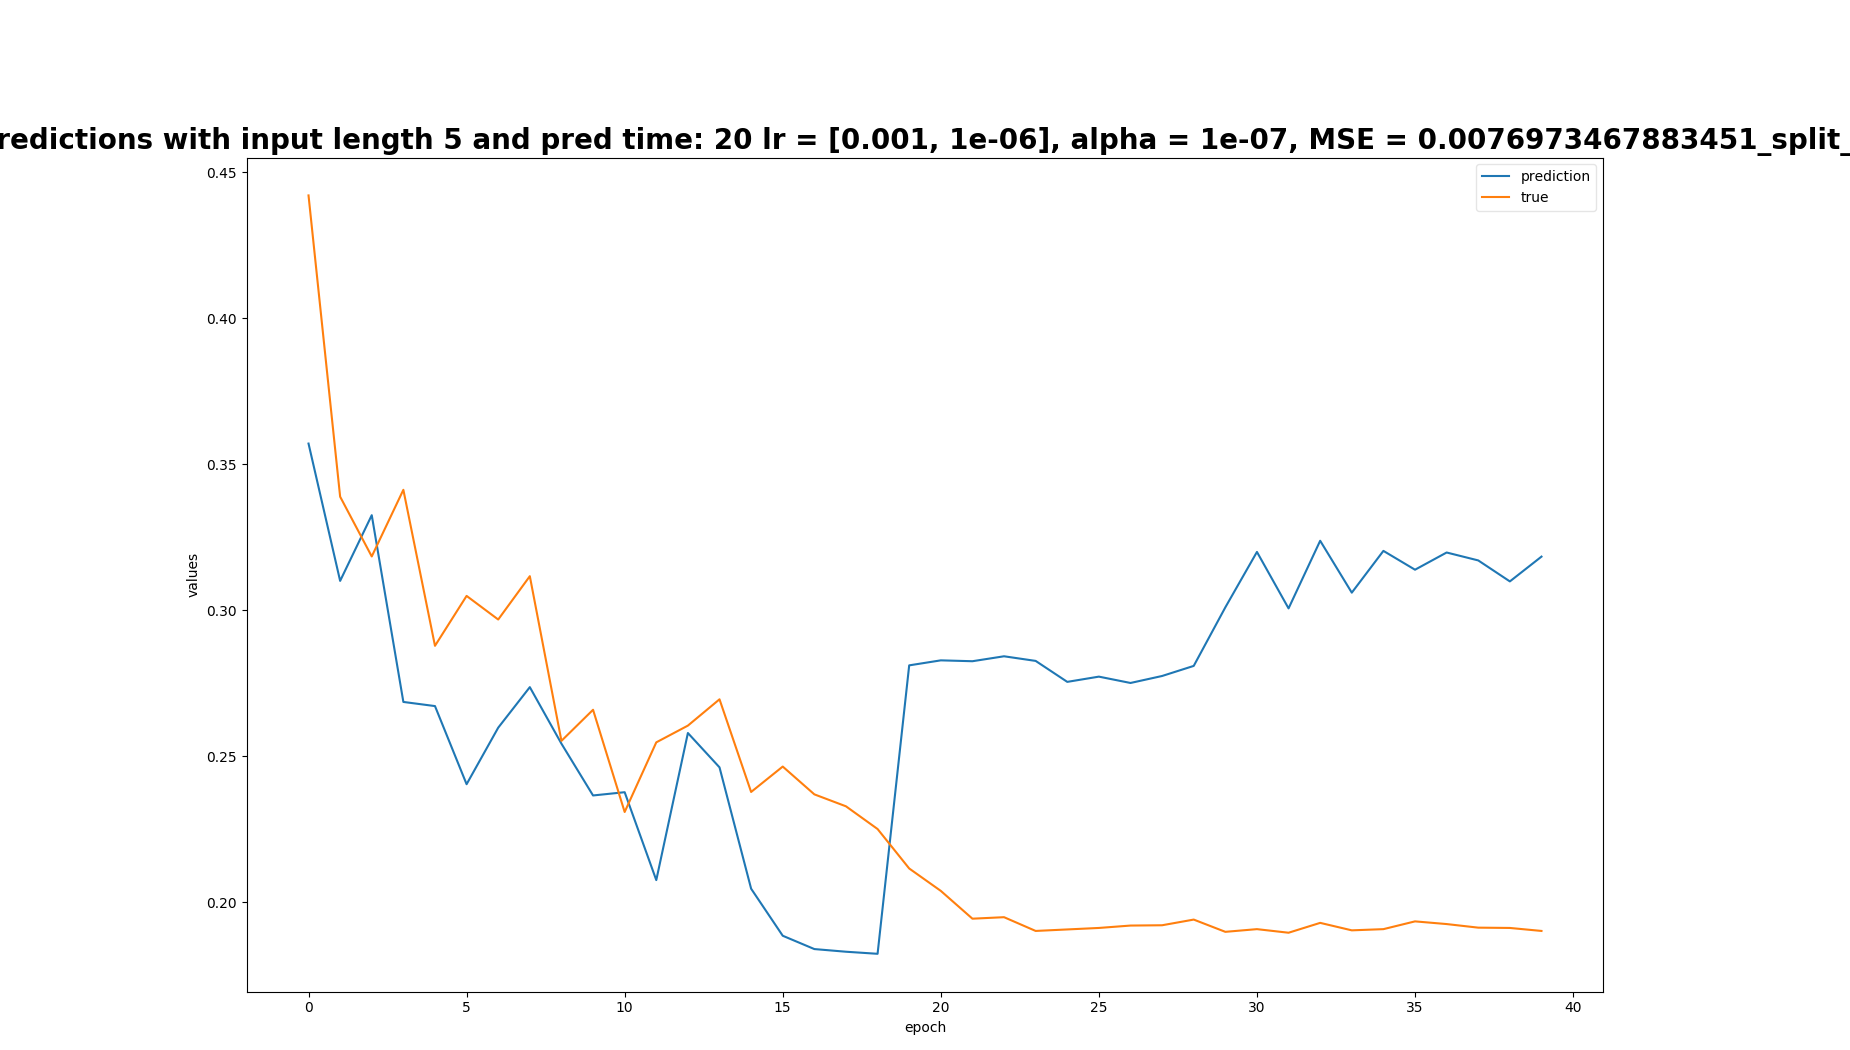 redictions with input length 5 and pred time: 20 lr = [0.001, 1e-06], alpha = 1e-07, MSE = 0.0076973467883451_split_
prediction
true
0.45
0.40
0.35
0.30
0.25
0.20
values
0 5 10 15 20 25 30 35 40
epoch